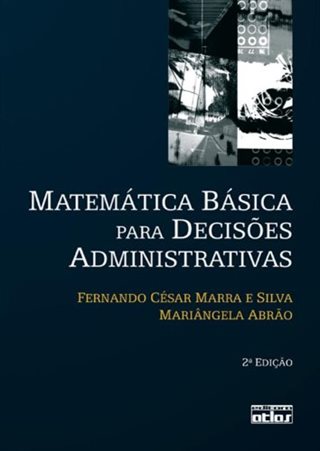 MATEMÁTICA BÁSICA
PARA DECISÕES
ADMINISTRATIVAS
FERNANDO CÉSAR MARRA E SILVA
MARIÂNGELA ABRÃO
2ª EDIÇÃO
atlas